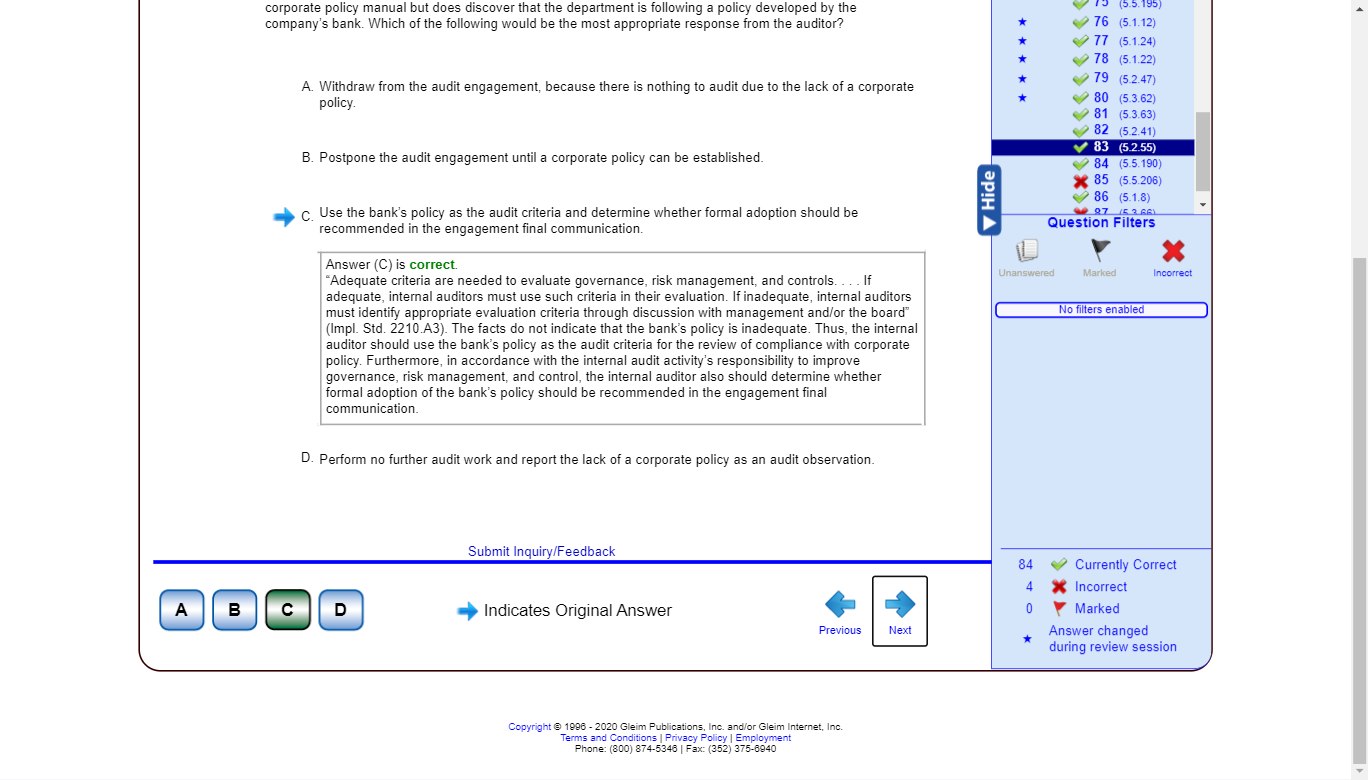 corporate policy manual but does discover that the department is following a policy developed by the
company's bank. Which of the following would be the most appropriate response from the auditor?
A. Withdraw from the audit engagement, because there is nothing to audit due to the lack of a corporate
policy.
B. Postpone the audit engagement until a corporate policy can be established.
C. Use the bank's policy as the audit criteria and determine whether formal adoption should be
recommended in the engagement final communication.
Answer (C) is correct.
“Adequate criteria are needed to evaluate governance, risk management, and controls. . . . If
adequate, internal auditors must use such criteria in their evaluation. If inadequate, internal auditors
must identify appropriate evaluation criteria through discussion with management and/or the board”
(Impl. Std. 2210.A3). The facts do not indicate that the bank's policy is inadequate. Thus, the internal
auditor should use the bank's policy as the audit criteria for the review of compliance with corporate
policy. Furthermore, in accordance with the internal audit activity's responsibility to improve
governance, risk management, and control, the internal auditor also should determine whether
formal adoption of the bank's policy should be recommended in the engagement final
communication.
D. Perform no further audit work and report the lack of a corporate policy as an audit observation.
Submit Inquiry/Feedback
A B C D
Indicates Original Answer
Previous
Next
75 (5.5.195)
76 (5.1.12)
77 (5.1.24)
78 (5.1.22)
79 (5.2.47)
80 (5.3.62)
81 (5.3.63)
82 (5.2.41)
83 (5.2.55)
84 (5.5.190)
85 (5.5.206)
86 (5.1.8)
87 (5.3.66)
Hide
Question Filters
Unanswered
Marked
Incorrect
No filters enabled
84 Currently Correct
4 Incorrect
0 Marked
Answer changed
during review session
Copyright © 1996 - 2020 Gleim Publications, Inc. and/or Gleim Internet, Inc.
Terms and Conditions | Privacy Policy | Employment
Phone: (800) 874-5346 | Fax: (352) 375-6940